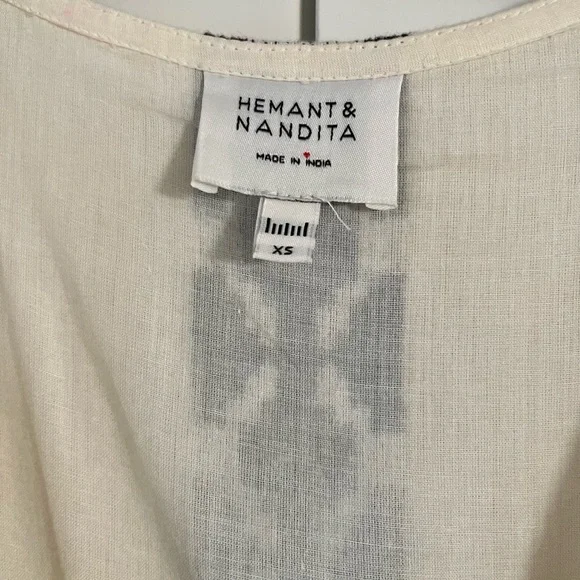 HEMANT &
NANDITA
MADE IN INDIA
XS